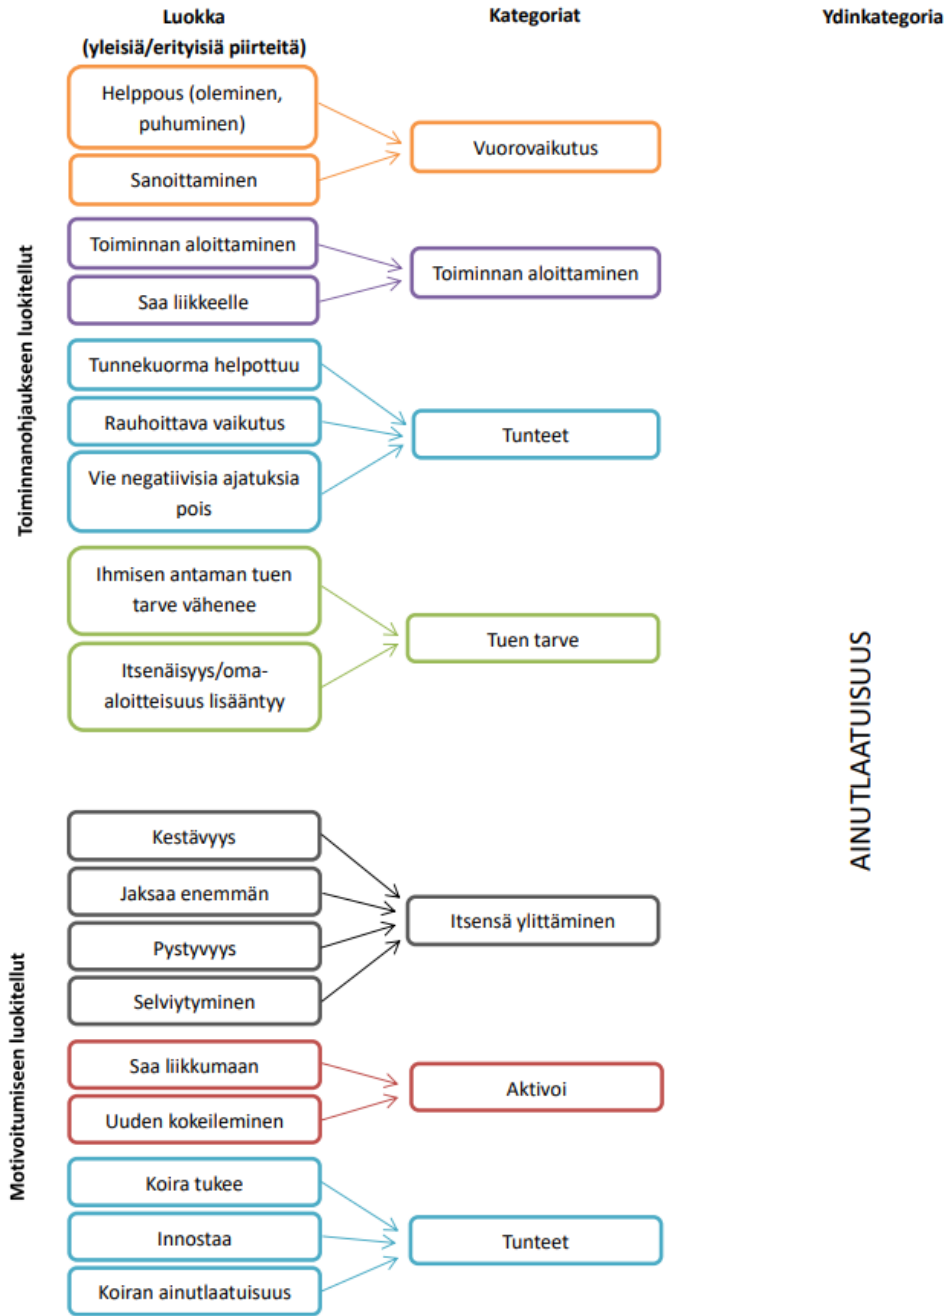 Luokka
(yleisiä/erityisiä piirteitä)
Kategoriat
Ydinkategoria
Toiminnanohjaukseen luokitellut
Helppous (oleminen,
puhuminen)
Sanoittaminen
Vuorovaikutus
Toiminnan aloittaminen
Saa liikkeelle
Toiminnan aloittaminen
Tunnekuorma helpottuu
Rauhoittava vaikutus
Vie negatiivisia ajatuksia
pois
Tunteet
Ihmisen antaman tuen
tarve vähenee
Itsenäisyys/oma-
aloitteisuus lisääntyy
Tuen tarve
Motivoitumiseen luokitellut
Kestävyys
Jaksaa enemmän
Pystyvyys
Selviytyminen
Itsensä ylittäminen
Saa liikkumaan
Uuden kokeileminen
Aktivoi
Koira tukee
Innostaa
Koiran ainutlaatuisuus
Tunteet
AINUTLAATUISUUS